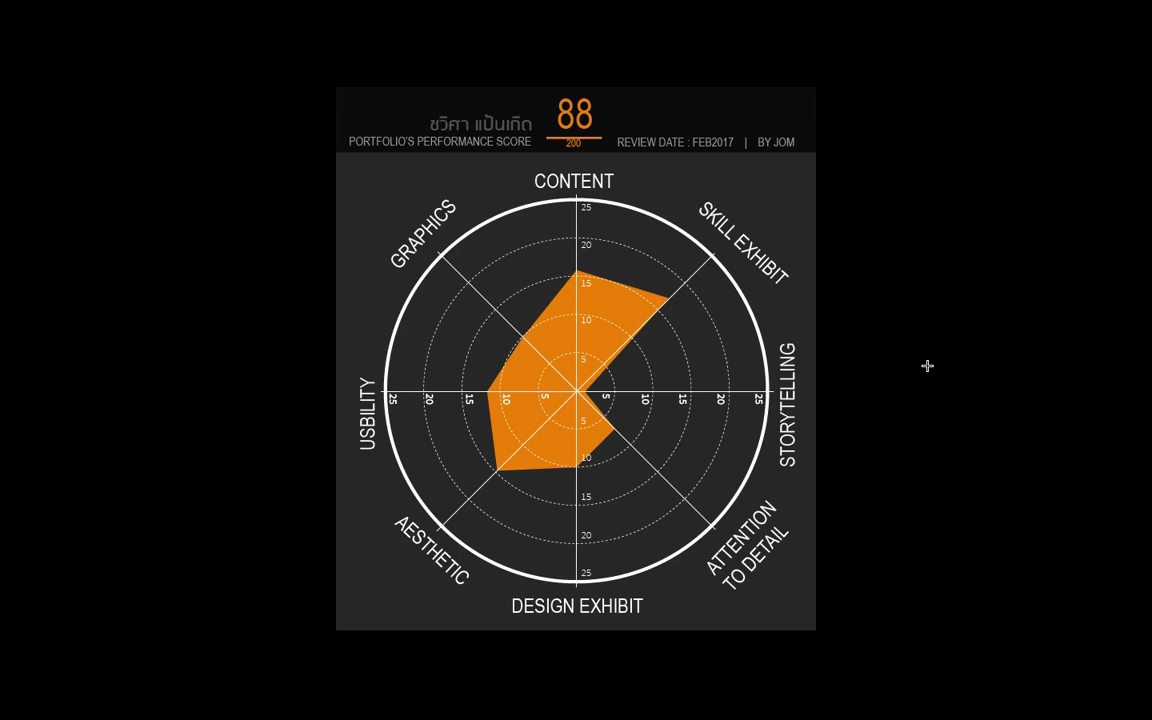 88
ชวิศา แป้นเกิด
PORTFOLIO'S PERFORMANCE SCORE
200
REVIEW DATE : FEB2017 | BY JOM
CONTENT
GRAPHICS
SKILL EXHIBIT
25
20
15
10
5
USBILITY
25 20 15 10 5
5 10 15 20 25
STORYTELLING
5
10
15
20
25
AESTHETIC
ATTENTION
TO DETAIL
DESIGN EXHIBIT